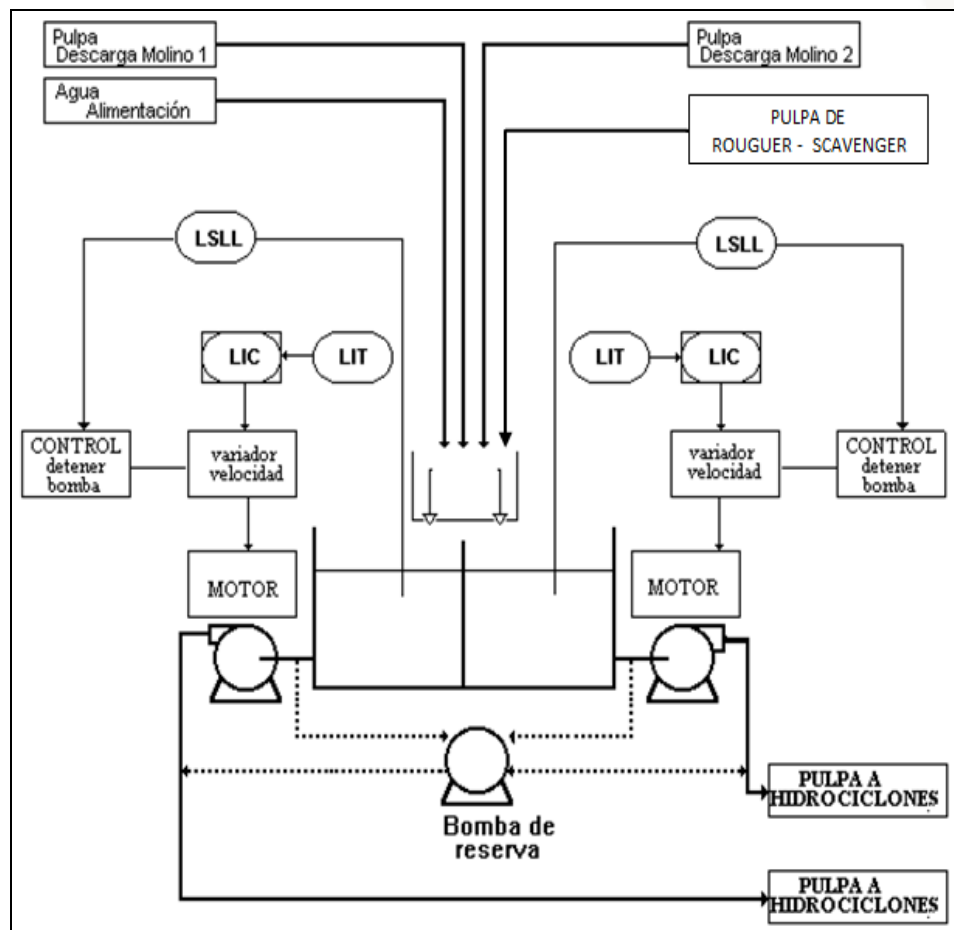 Pulpa
Descarga Molino 1
Pulpa
Descarga Molino 2
Agua
Alimentación
PULPA DE
ROUGUER - SCAVENGER
LSLL
LSLL
LIC
LIT
LIT
LIC
CONTROL
detener
bomba
variador
velocidad
variador
velocidad
CONTROL
detener
bomba
MOTOR
MOTOR
Bomba de
reserva
PULPA A
HIDROCICLONES
PULPA A
HIDROCICLONES